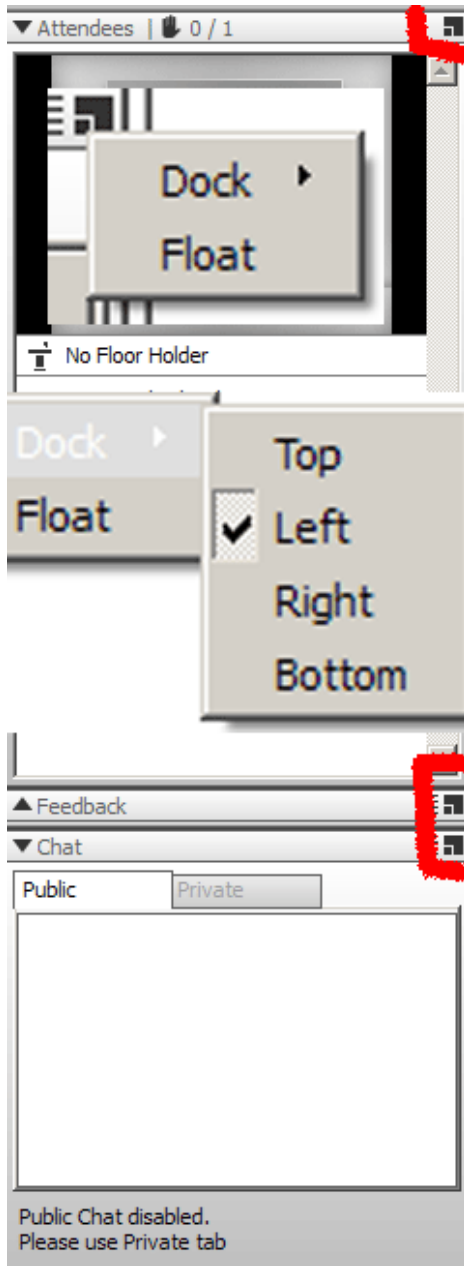 Attendees | 0 / 1
Dock
Float
No Floor Holder
Dock
Float
Top
Left
Right
Bottom
Feedback
Chat
Public
Private
Public Chat disabled.
Please use Private tab